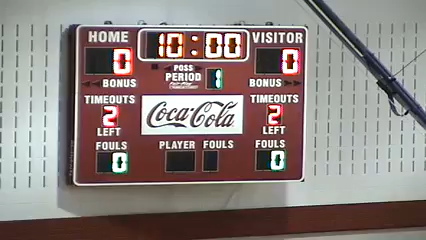 HOME 10:00 VISITOR
0 0
POSS
PERIOD 1
BONUS BONUS
TIMEOUTS TIMEOUTS
2 2
LEFT LEFT
Coca-Cola
FOULS PLAYER FOULS FOULS
0 1